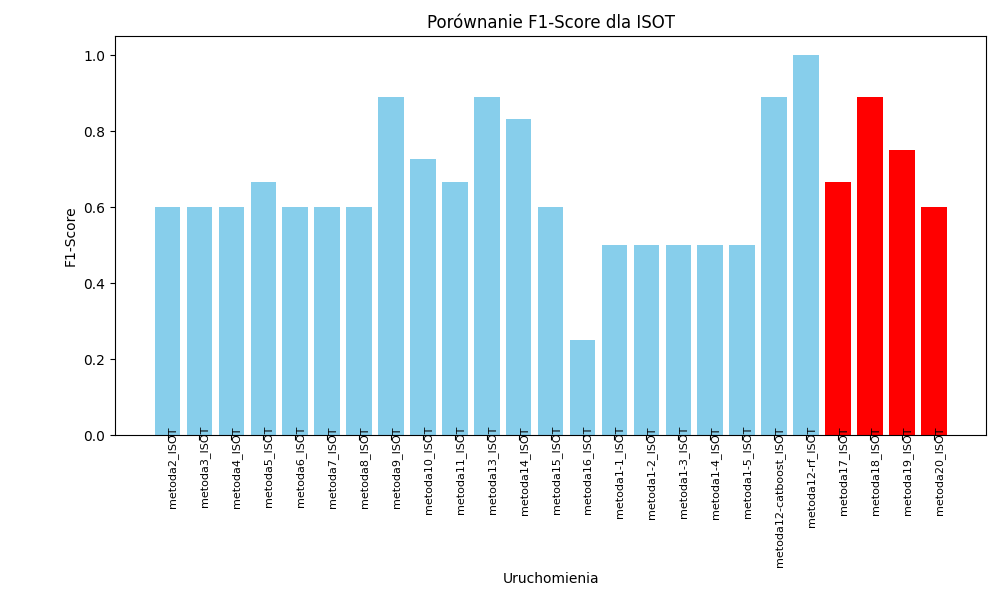 Porównanie F1-Score dla ISOT
F1-Score
1.0
0.8
0.6
0.4
0.2
0.0
metoda2_ISOT
metoda3_ISOT
metoda4_ISOT
metoda5_ISOT
metoda6_ISOT
metoda7_ISOT
metoda8_ISOT
metoda9_ISOT
metoda10_ISOT
metoda11_ISOT
metoda13_ISOT
metoda14_ISOT
metoda15_ISOT
metoda16_ISOT
metoda1-1_ISOT
metoda1-2_ISOT
metoda1-3_ISOT
metoda1-4_ISOT
metoda1-5_ISOT
metoda12-catboost_ISOT
metoda12-rf_ISOT
metoda17_ISOT
metoda18_ISOT
metoda19_ISOT
metoda20_ISOT
Uruchomienia